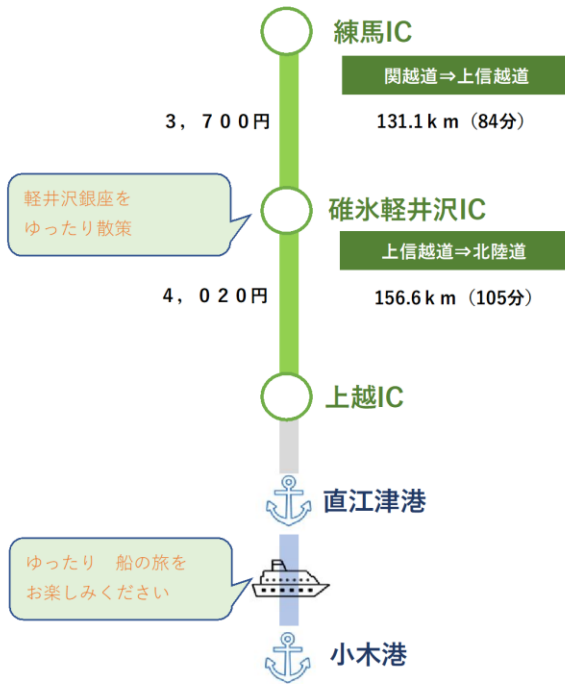 練馬IC
関越道⇒上信越道
3，700円
131.1ｋｍ（84分）
軽井沢銀座を
ゆったり散策
碓氷軽井沢IC
上信越道⇒北陸道
4，020円
156.6ｋｍ（105分）
上越IC
直江津港
ゆったり　船の旅を
お楽しみください
小木港